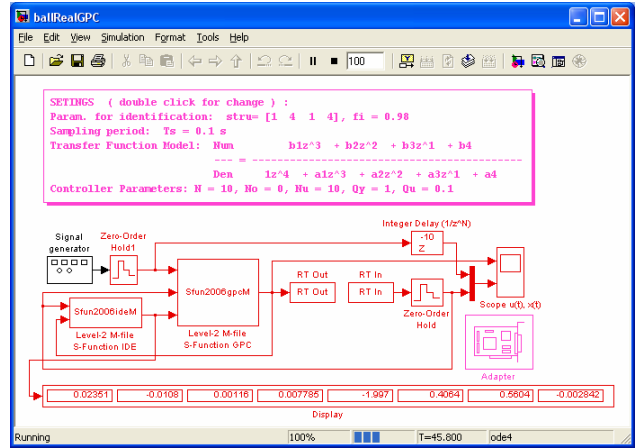 ballRealGPC
File Edit View Simulation Format Tools Help
100
SETINGS ( double click for change ) :
Param. for identification: stru= [1 4 1 4], fi = 0.98
Sampling period: Ts = 0.1 s
Transfer Function Model: Num b1z^3 + b2z^2 + b3z^1 + b4
--- = -------------------------------------------
Den 1z^4 + a1z^3 + a2z^2 + a3z^1 + a4
Controller Parameters: N = 10, No = 0, Nu = 10, Qy = 1, Qu = 0.1
Integer Delay (1/z^N)
Signal generator
Zero-Order Hold1
-10
Z
Sfun2006gpcM
RT Out
RT In
RT Out
RT In
Sfun2006ideM
Level-2 M-file S-Function IDE
Level-2 M-file S-Function GPC
Zero-Order Hold
Scope u(t), x(t)
Adapter
0.02351 -0.0108 0.00116 0.007785 -1.997 0.4064 0.5604 -0.002842
Display
Running 100% T=45.800 ode4